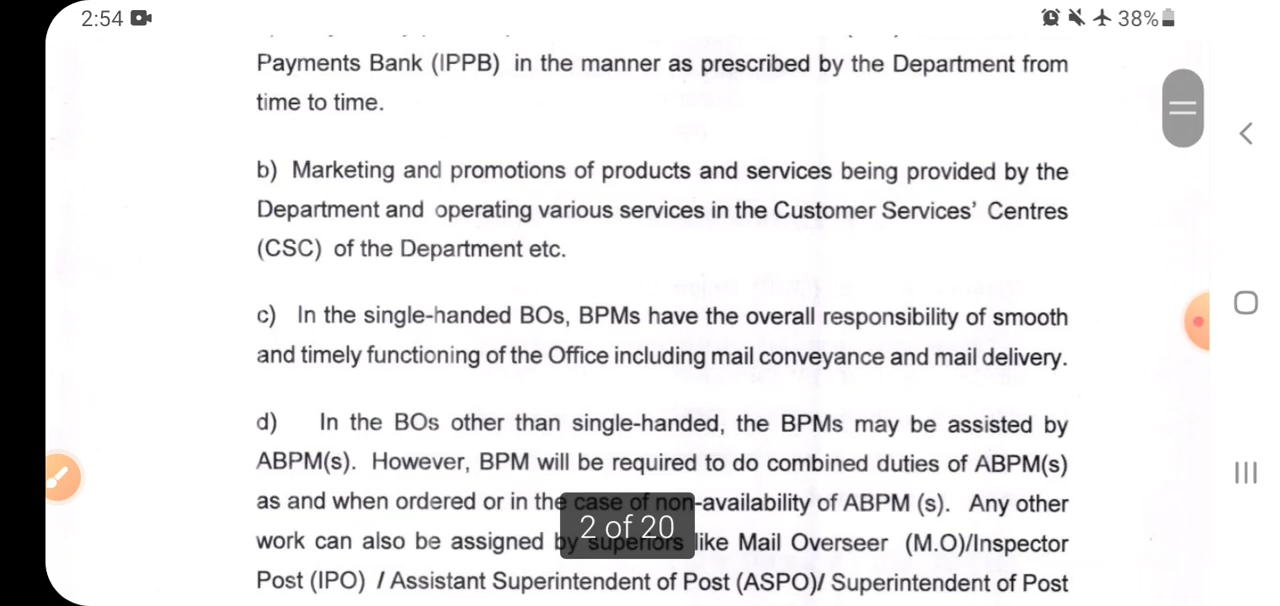 2:54
38%
Payments Bank (IPPB) in the manner as prescribed by the Department from
time to time.
b) Marketing and promotions of products and services being provided by the
Department and operating various services in the Customer Services' Centres
(CSC) of the Department etc.
c) In the single-handed BOs, BPMs have the overall responsibility of smooth
and timely functioning of the Office including mail conveyance and mail delivery.
d) In the BOs other than single-handed, the BPMs may be assisted by
ABPM(s). However, BPM will be required to do combined duties of ABPM(s)
as and when ordered or in the case of non-availability of ABPM (s). Any other
2 of 20
work can also be assigned by superiors like Mail Overseer (M.O)/Inspector
Post (IPO) / Assistant Superintendent of Post (ASPO)/ Superintendent of Post